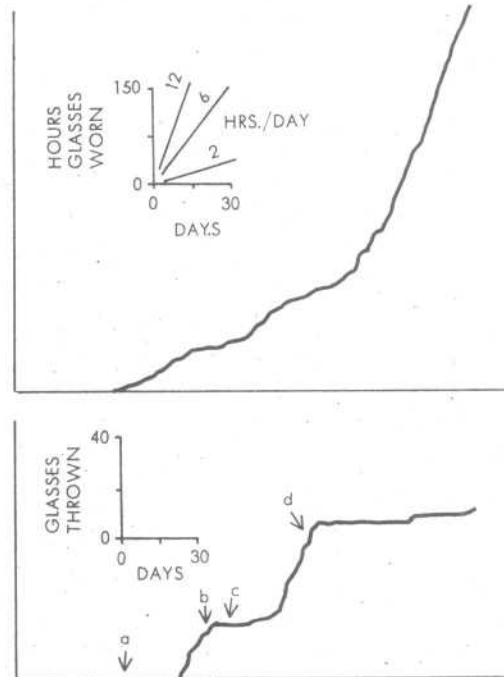 HOURS
GLASSES
WORN
150
0
12
6
2
HRS./DAY
0
30
DAYS
GLASSES
THROWN
40
0
0
30
DAYS
a
b
c
d